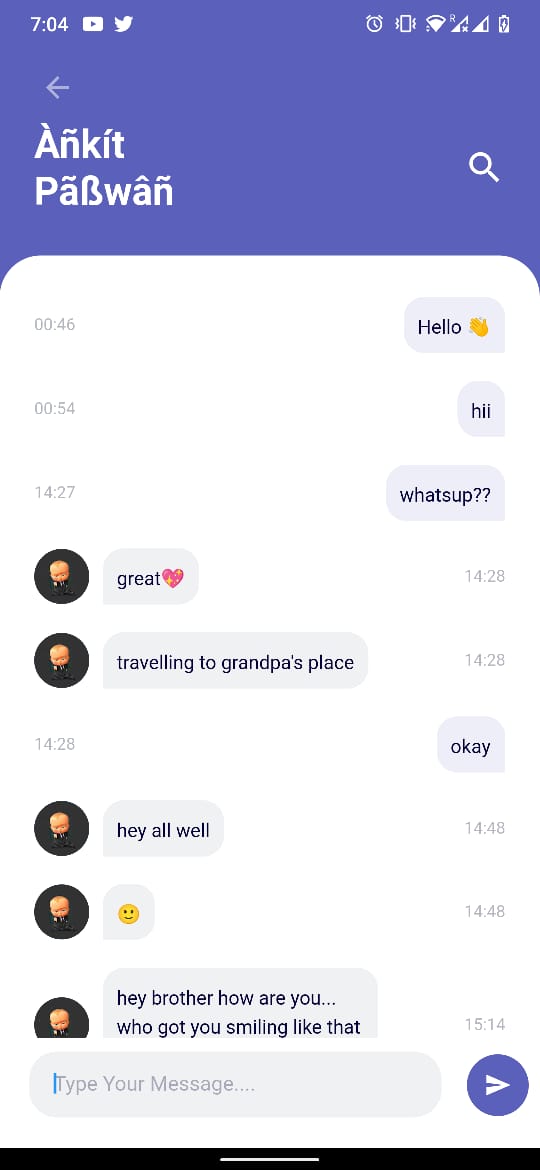 7:04
R
Àñkít
Pãßwâñ
00:46 Hello 👋
00:54 hii
14:27 whatsup??
great💖 14:28
travelling to grandpa's place 14:28
14:28 okay
hey all well 14:48
🙂 14:48
hey brother how are you...
who got you smiling like that 15:14
Type Your Message....